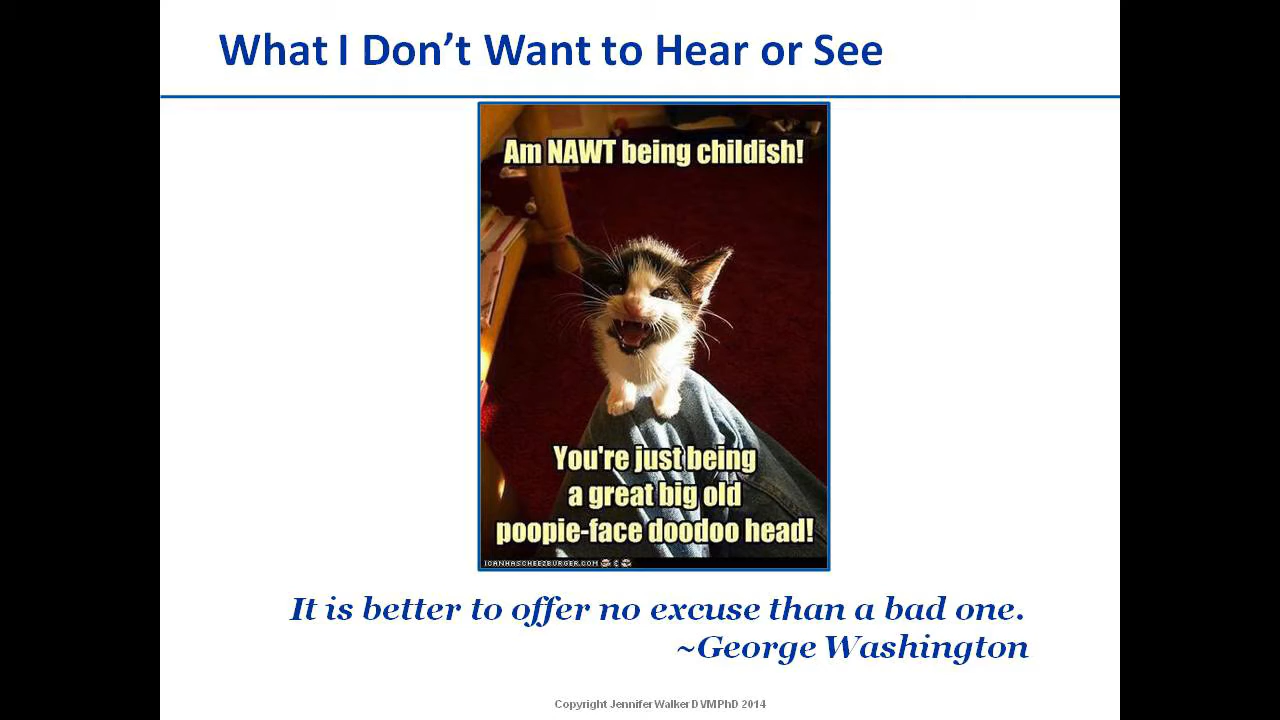 What I Don't Want to Hear or See
Am NAWT being childish!
You're just being
a great big old
poopie-face doodoo head!
ICANHASCHEEZBURGER.COM
It is better to offer no excuse than a bad one.
~George Washington
Copyright Jennifer Walker DVM PhD 2014